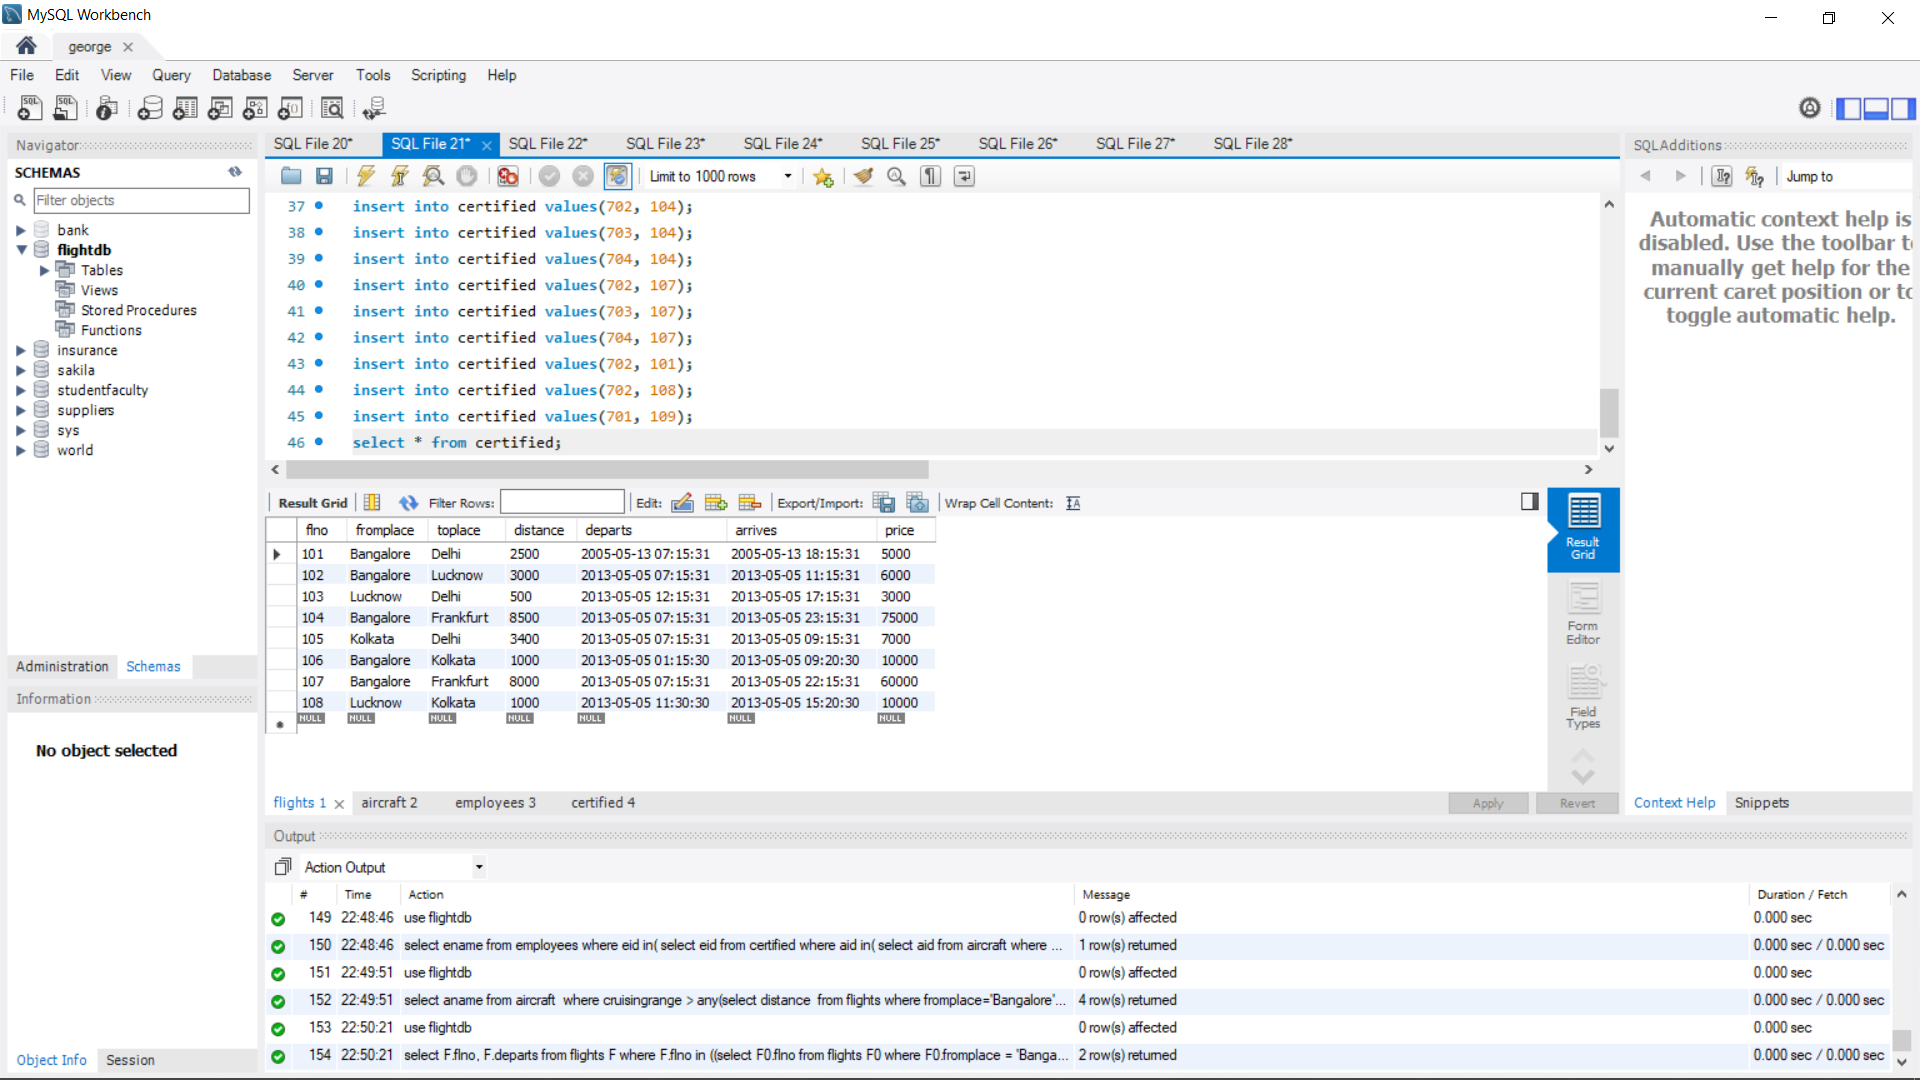 MySQL Workbench
george
File Edit View Query Database Server Tools Scripting Help
Navigator
SCHEMAS
Filter objects
bank
flightdb
Tables
Views
Stored Procedures
Functions
insurance
sakila
studentfaculty
suppliers
sys
world
Administration Schemas
Information
No object selected
Object Info Session
SQL File 20* SQL File 21* SQL File 22* SQL File 23* SQL File 24* SQL File 25* SQL File 26* SQL File 27* SQL File 28*
Limit to 1000 rows
37 insert into certified values(702, 104);
38 insert into certified values(703, 104);
39 insert into certified values(704, 104);
40 insert into certified values(702, 107);
41 insert into certified values(703, 107);
42 insert into certified values(704, 107);
43 insert into certified values(702, 101);
44 insert into certified values(702, 108);
45 insert into certified values(701, 109);
46 select * from certified;
Result Grid Filter Rows: Edit: Export/Import: Wrap Cell Content:
flno fromplace toplace distance departs arrives price
101 Bangalore Delhi 2500 2005-05-13 07:15:31 2005-05-13 18:15:31 5000
102 Bangalore Lucknow 3000 2013-05-05 07:15:31 2013-05-05 11:15:31 6000
103 Lucknow Delhi 500 2013-05-05 12:15:31 2013-05-05 17:15:31 3000
104 Bangalore Frankfurt 8500 2013-05-05 07:15:31 2013-05-05 23:15:31 75000
105 Kolkata Delhi 3400 2013-05-05 07:15:31 2013-05-05 09:15:31 7000
106 Bangalore Kolkata 1000 2013-05-05 01:15:30 2013-05-05 09:20:30 10000
107 Bangalore Frankfurt 8000 2013-05-05 07:15:31 2013-05-05 22:15:31 60000
108 Lucknow Kolkata 1000 2013-05-05 11:30:30 2013-05-05 15:20:30 10000
NULL NULL NULL NULL NULL NULL NULL
Result Grid
Form Editor
Field Types
flights 1 aircraft 2 employees 3 certified 4
Apply Revert
SQLAdditions
Jump to
Automatic context help is
disabled. Use the toolbar t
manually get help for the
current caret position or to
toggle automatic help.
Context Help Snippets
Output
Action Output
# Time Action Message Duration / Fetch
149 22:48:46 use flightdb 0 row(s) affected 0.000 sec
150 22:48:46 select ename from employees where eid in( select eid from certified where aid in( select aid from aircraft where ... 1 row(s) returned 0.000 sec / 0.000 sec
151 22:49:51 use flightdb 0 row(s) affected 0.000 sec
152 22:49:51 select aname from aircraft where cruisingrange > any(select distance from flights where fromplace='Bangalore'... 4 row(s) returned 0.000 sec / 0.000 sec
153 22:50:21 use flightdb 0 row(s) affected 0.000 sec
154 22:50:21 select F.flno, F.departs from flights F where F.flno in ((select F0.flno from flights F0 where F0.fromplace = 'Banga... 2 row(s) returned 0.000 sec / 0.000 sec